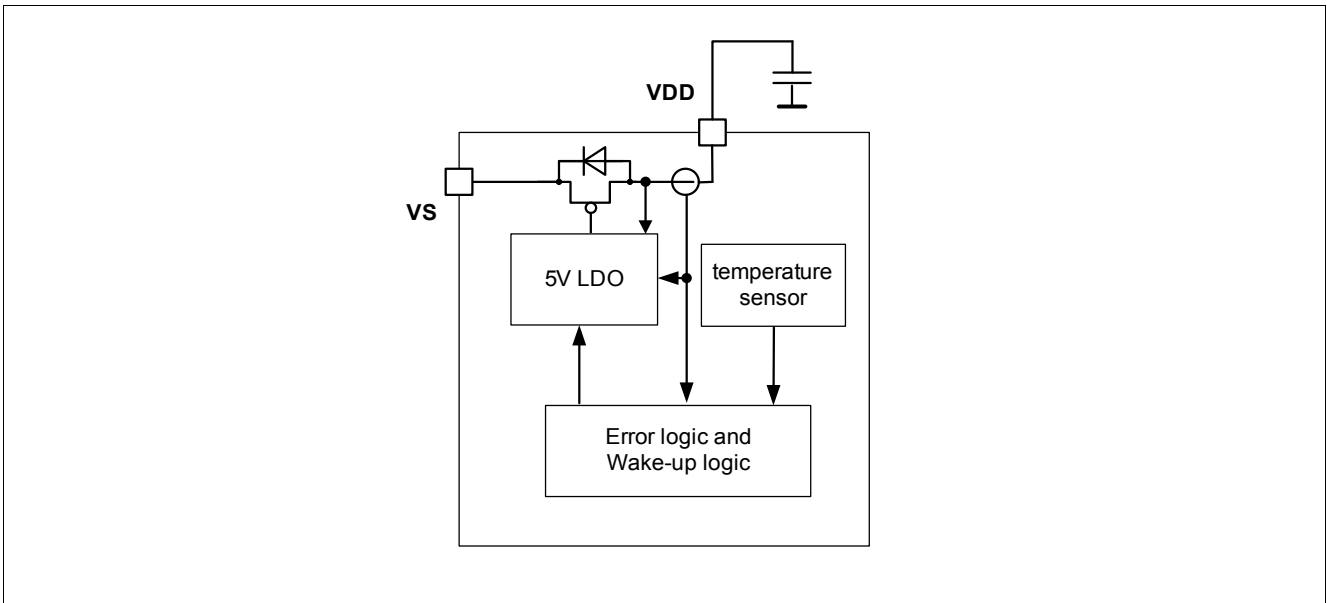 VDD
VS
5V LDO
temperature
sensor
Error logic and
Wake-up logic